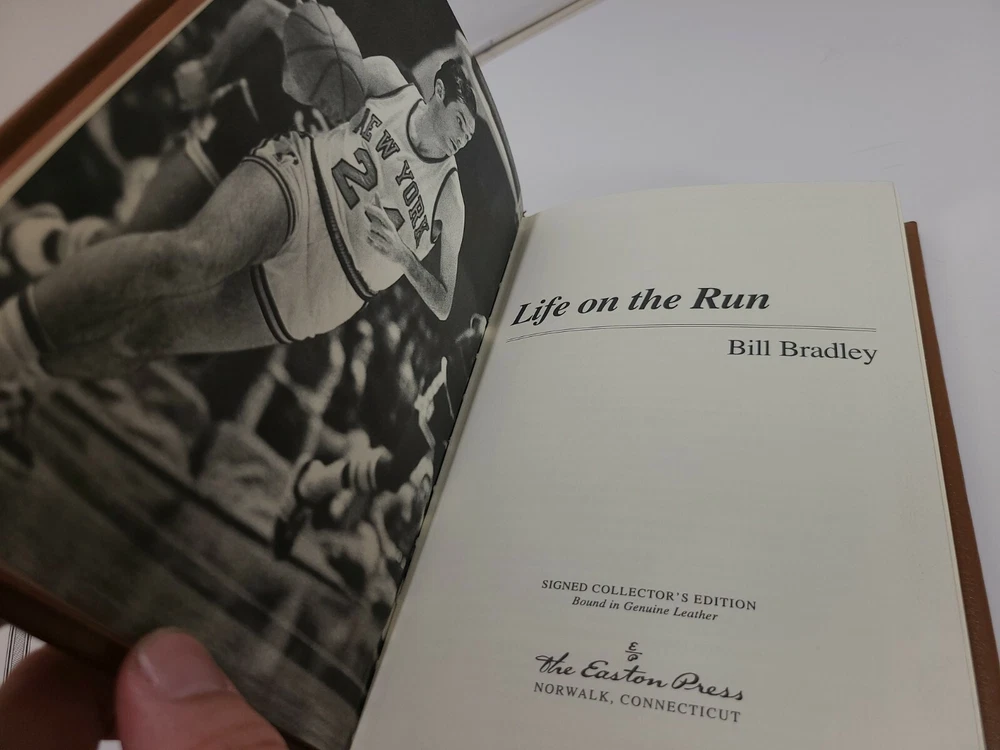 NEW YORK
24
Life on the Run
Bill Bradley
SIGNED COLLECTOR'S EDITION
Bound in Genuine Leather
The Easton Press
NORWALK, CONNECTICUT